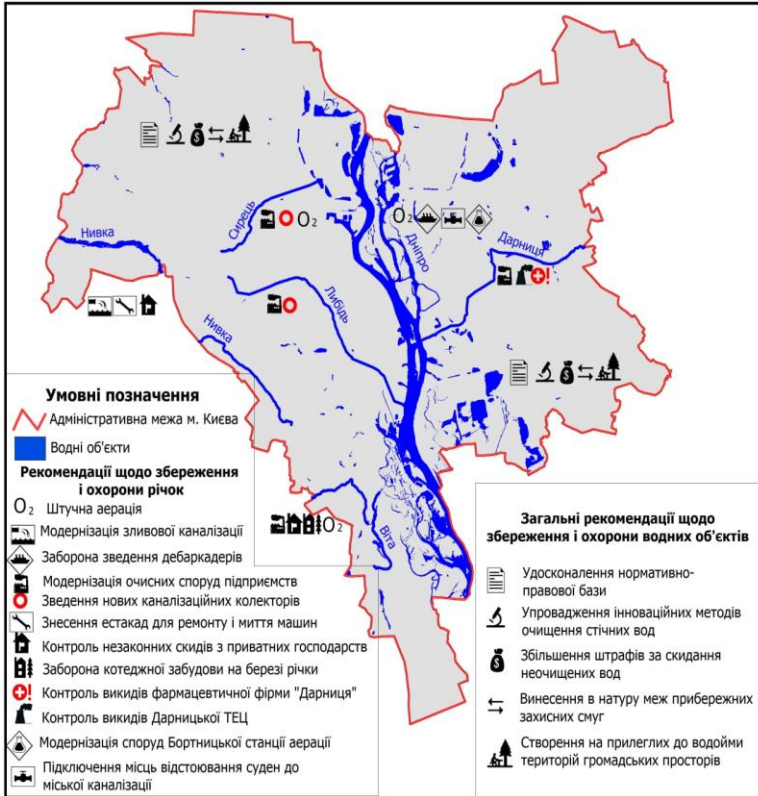 Сирець
O₂
O₂
Нивка
Дніпро
Дарниця
Либідь
Нивка
Віта
O₂
Умовні позначення
Адміністративна межа м. Києва
Водні об'єкти
Рекомендації щодо збереження
і охорони річок
O₂ Штучна аерація
Модернізація зливової каналізації
Заборона зведення дебаркадерів
Модернізація очисних споруд підприємств
Зведення нових каналізаційних колекторів
Знесення естакад для ремонту і миття машин
Контроль незаконних скидів з приватних господарств
Заборона котеджної забудови на березі річки
Контроль викидів фармацевтичної фірми "Дарниця"
Контроль викидів Дарницької ТЕЦ
Модернізація споруд Бортницької станції аерації
Підключення місць відстоювання суден до
міської каналізації
Загальні рекомендації щодо
збереження і охорони водних об'єктів
Удосконалення нормативно-
правової бази
Упровадження інноваційних методів
очищення стічних вод
Збільшення штрафів за скидання
неочищених вод
Винесення в натуру меж прибережних
захисних смуг
Створення на прилеглих до водойми
територій громадських просторів